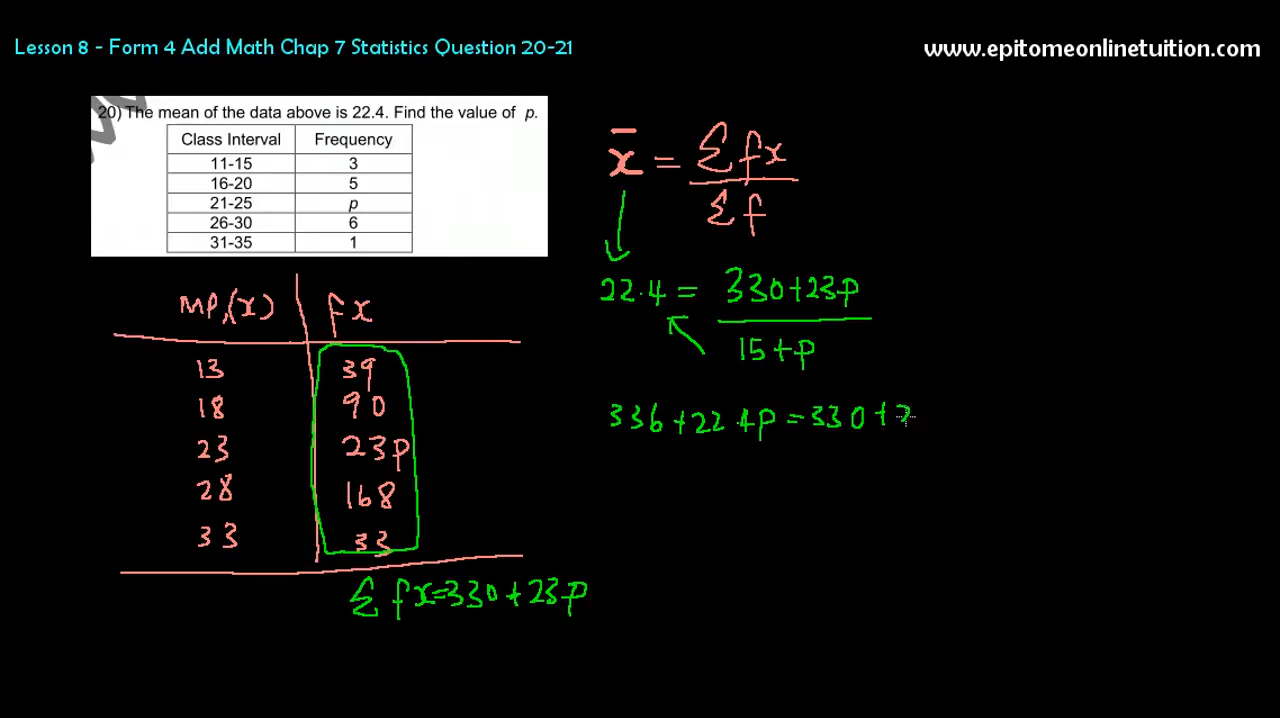 Lesson 8 - Form 4 Add Math Chap 7 Statistics Question 20-21
www.epitomeonlinetuition.com
20) The mean of the data above is 22.4. Find the value of p.
Class Interval Frequency
11-15 3
16-20 5
21-25 p
26-30 6
31-35 1
x̄ = Σfx / Σf
22.4 = 330+23p / 15+p
336+22.4p=330+
MP,(x) fx
13 39
18 90
23 23p
28 168
33 33
Σfx=330+23p